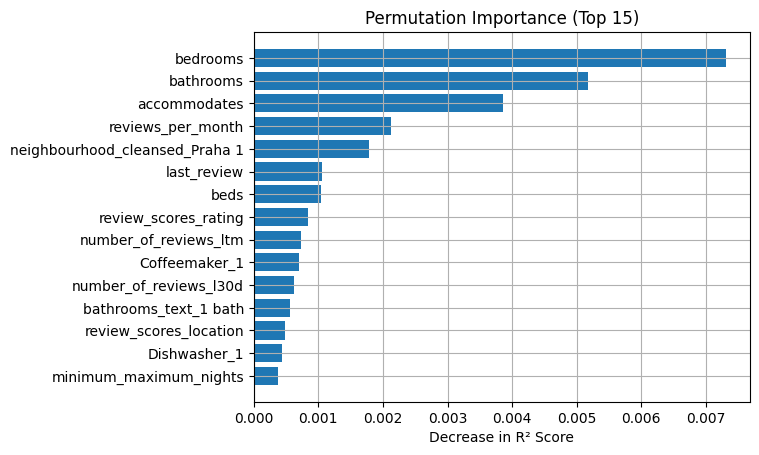 Permutation Importance (Top 15)
bedrooms
bathrooms
accommodates
reviews_per_month
neighbourhood_cleansed_Praha 1
last_review
beds
review_scores_rating
number_of_reviews_ltm
Coffeemaker_1
number_of_reviews_l30d
bathrooms_text_1 bath
review_scores_location
Dishwasher_1
minimum_maximum_nights
0.000 0.001 0.002 0.003 0.004 0.005 0.006 0.007
Decrease in R² Score